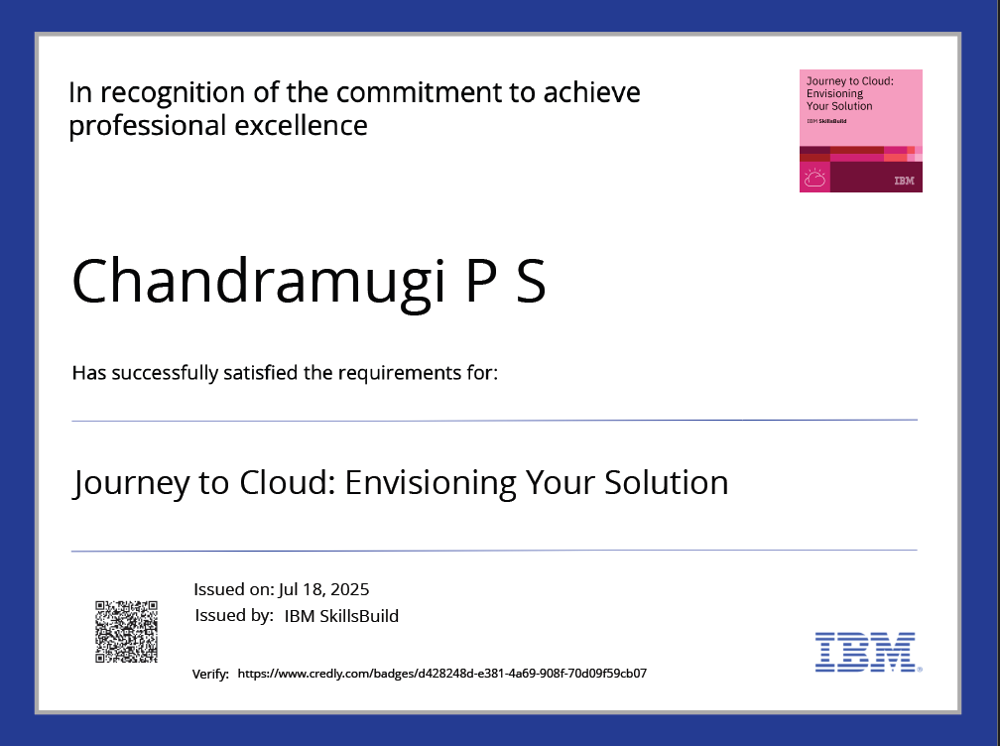 In recognition of the commitment to achieve
professional excellence
Journey to Cloud:
Envisioning
Your Solution
IBM SkillsBuild
IBM
Chandramugi P S
Has successfully satisfied the requirements for:
Journey to Cloud: Envisioning Your Solution
Issued on: Jul 18, 2025
Issued by: IBM SkillsBuild
Verify: https://www.credly.com/badges/d428248d-e381-4a69-908f-70d09f59cb07
IBM®